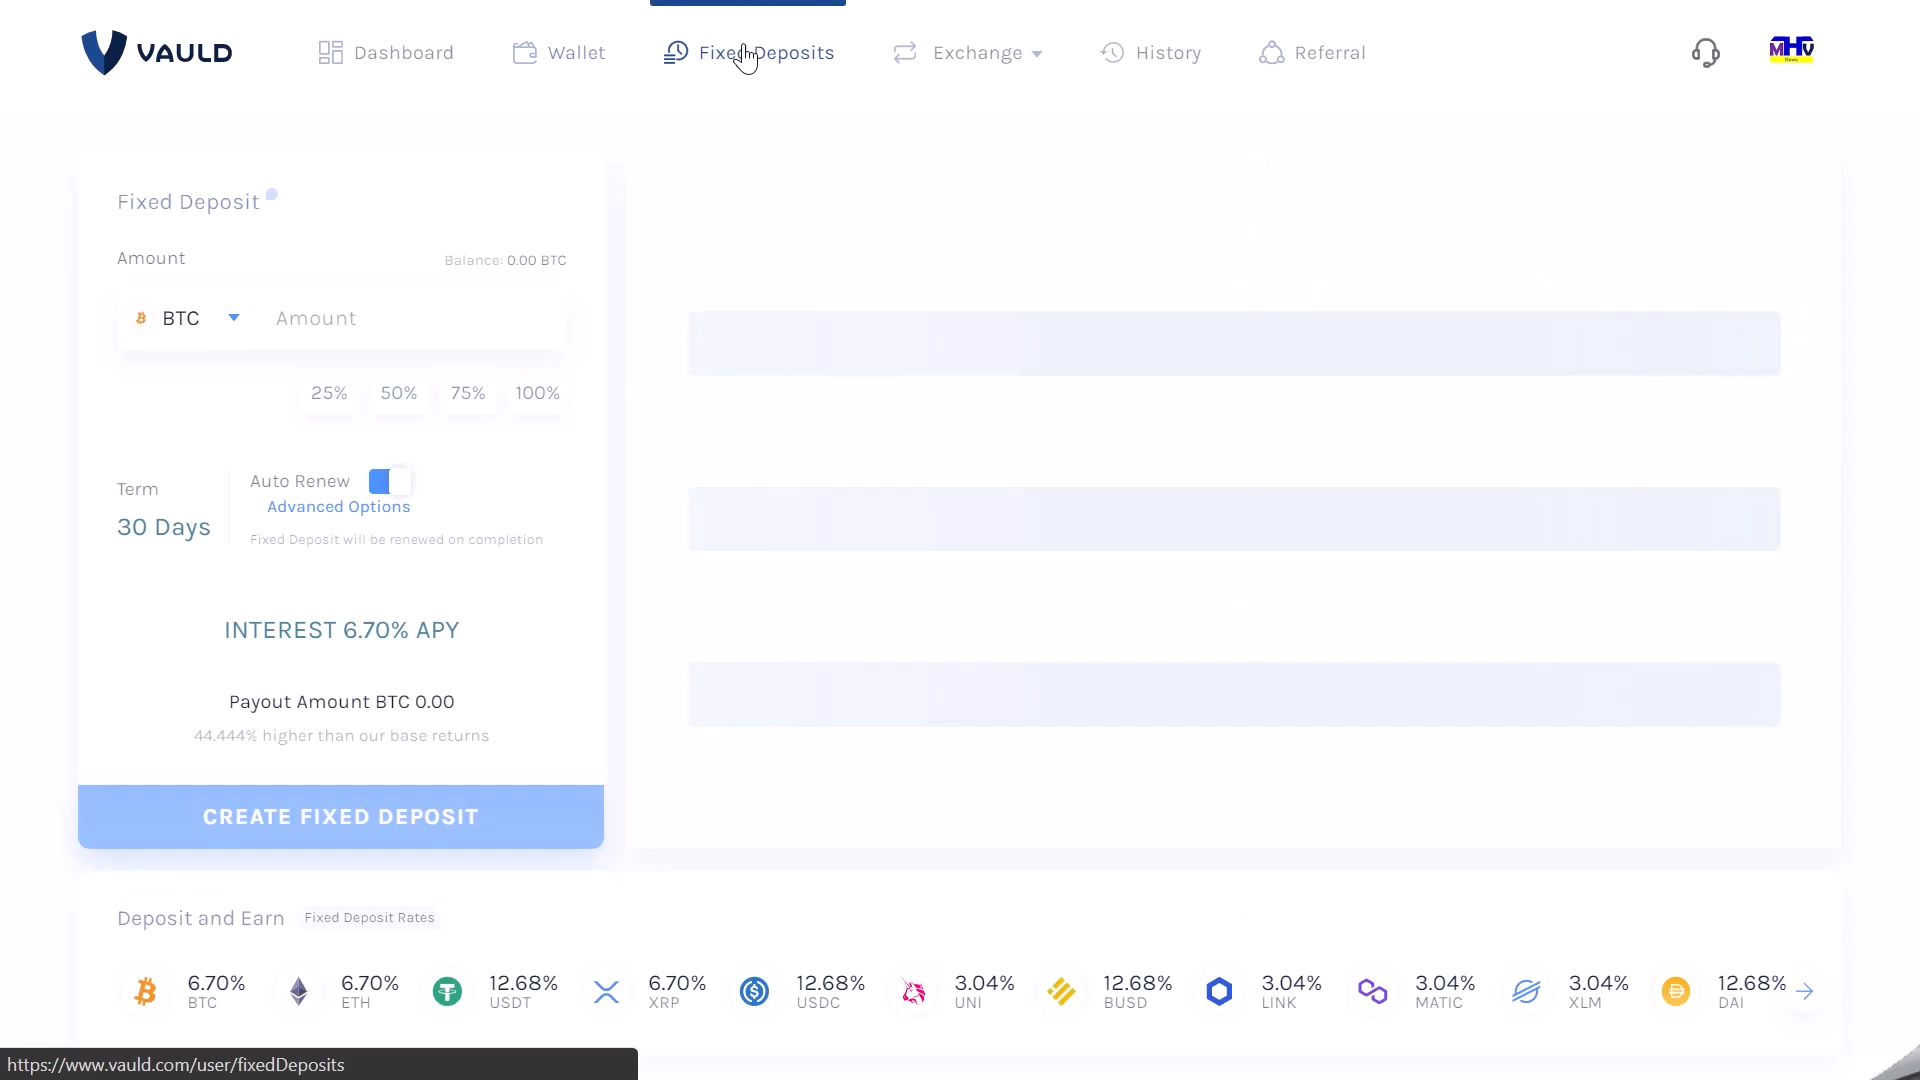 VAULD
Dashboard
Wallet
Fixed Deposits
Exchange
History
Referral
MHV
News
Fixed Deposit
Amount
Balance: 0.00 BTC
BTC
Amount
25%
50%
75%
100%
Term
30 Days
Auto Renew
Advanced Options
Fixed Deposit will be renewed on completion
INTEREST 6.70% APY
Payout Amount BTC 0.00
44.444% higher than our base returns
CREATE FIXED DEPOSIT
Deposit and Earn
Fixed Deposit Rates
6.70%
BTC
6.70%
ETH
12.68%
USDT
6.70%
XRP
12.68%
USDC
3.04%
UNI
12.68%
BUSD
3.04%
LINK
3.04%
MATIC
3.04%
XLM
12.68%
DAI
https://www.vauld.com/user/fixedDeposits